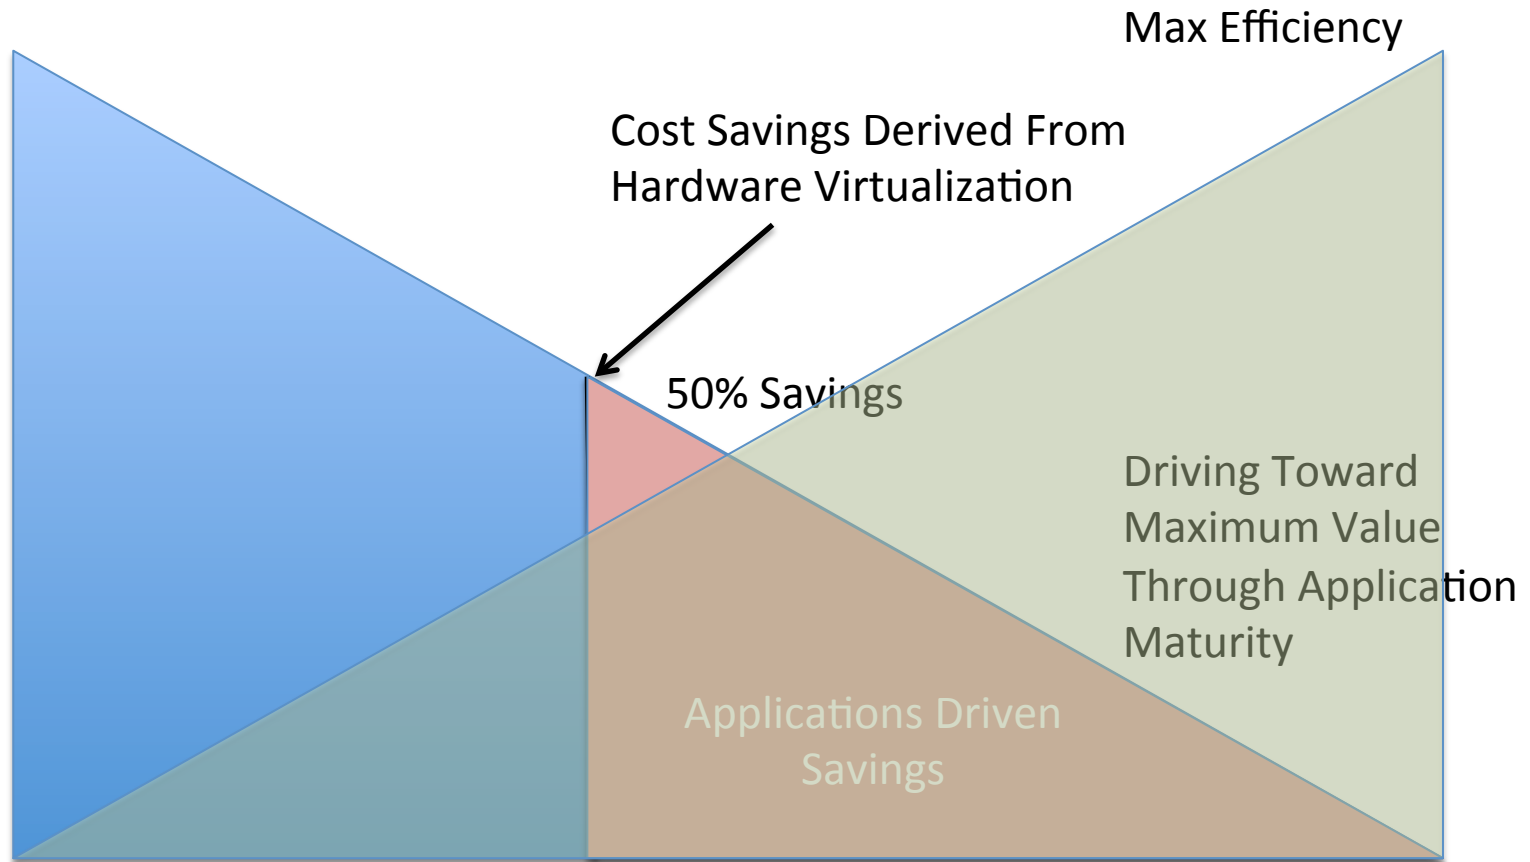 Max Efficiency
Cost Savings Derived From
Hardware Virtualization
50% Savings
Driving Toward
Maximum Value
Through Application
Maturity
Applications Driven
Savings